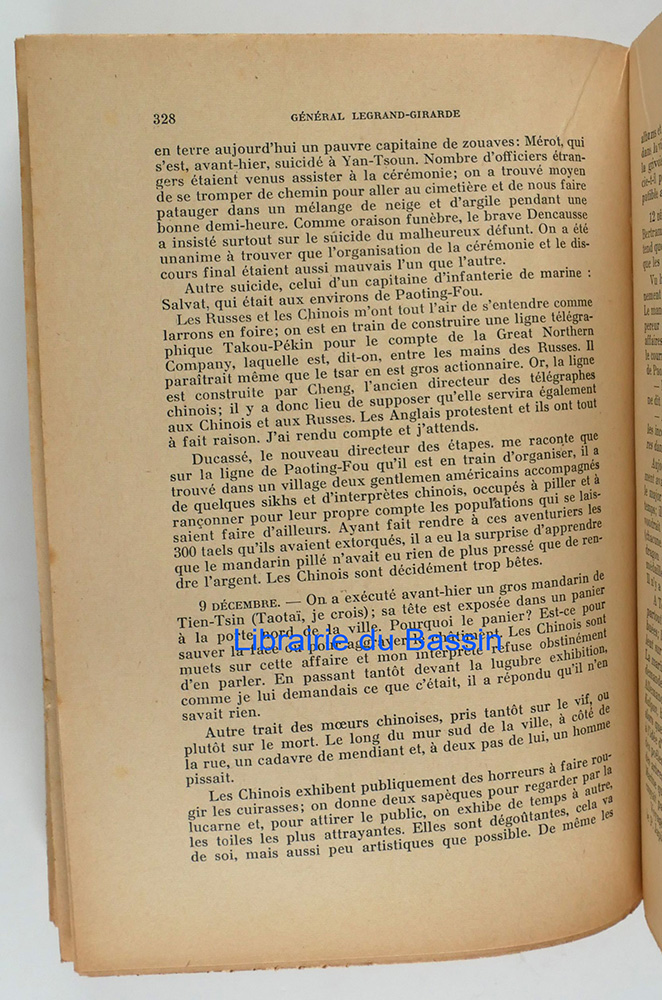 328 GÉNÉRAL LEGRAND-GIRARDE
en terre aujourd'hui un pauvre capitaine de zouaves : Mérot, qui
s'est, avant-hier, suicidé à Yan-Tsoun. Nombre d'officiers étran-
gers étaient venus assister à la cérémonie; on a trouvé moyen
de se tromper de chemin pour aller au cimetière et de nous faire
patauger dans un mélange de neige et d'argile pendant une
bonne demi-heure. Comme oraison funèbre, le brave Dencausse
a insisté surtout sur le súicide du malheureux défunt. On a été
unanime à trouver que l'organisation de la cérémonie et le dis-
cours final étaient aussi mauvais l'un que l'autre.
Autre suicide, celui d'un capitaine d'infanterie de marine :
Salvat, qui était aux environs de Paoting-Fou.
Les Russes et les Chinois m'ont tout l'air de s'entendre comme
larrons en foire; on est en train de construire une ligne télégra-
phique Takou-Pékin pour le compte de la Great Northern
Company, laquelle est, dit-on, entre les mains des Russes. Il
paraîtrait même que le tsar en est gros actionnaire. Or, la ligne
est construite par Cheng, l'ancien directeur des télégraphes
chinois; il y a donc lieu de supposer qu'elle servira également
aux Chinois et aux Russes. Les Anglais protestent et ils ont tout
à fait raison. J'ai rendu compte et j'attends.
Ducassé, le nouveau directeur des étapes. me raconte que
sur la ligne de Paoting-Fou qu'il est en train d'organiser, il a
trouvé dans un village deux gentlemen américains accompagnés
de quelques sikhs et d'interprètes chinois, occupés à piller et à
rançonner pour leur propre compte les populations qui se lais-
saient faire d'ailleurs. Ayant fait rendre à ces aventuriers les
300 taels qu'ils avaient extorqués, il a eu la surprise d'apprendre
que le mandarin pillé n'avait eu rien de plus pressé que de ren-
dre l'argent. Les Chinois sont décidément trop bêtes.
9 DÉCEMBRE. — On a exécuté avant-hier un gros mandarin de
Tien-Tsin (Taotaï, je crois); sa tête est exposée dans un panier
à la porte nord de la ville. Pourquoi le panier? Est-ce pour
sauver la face ou pour aggraver le châtiment. Les Chinois sont
Librairie du Bassin
muets sur cette affaire et mon interprète refuse obstinément
d'en parler. En passant tantôt devant la lugubre exhibition,
comme je lui demandais ce que c'était, il a répondu qu'il n'en
savait rien.
Autre trait des mœurs chinoises, pris tantôt sur le vif, ou
plutôt sur le mort. Le long du mur sud de la ville, à côté de
la rue, un cadavre de mendiant et, à deux pas de lui, un homme
pissait.
Les Chinois exhibent publiquement des horreurs à faire rou-
gir les cuirasses; on donne deux sapèques pour regarder par la
lucarne et, pour attirer le public, on exhibe de temps à autre,
les toiles les plus attrayantes. Elles sont dégoûtantes, cela va
de soi, mais aussi peu artistiques que possible. De même les